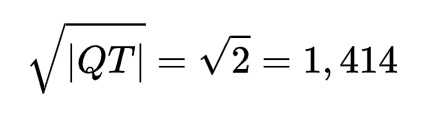 √|QT| = √2 = 1,414